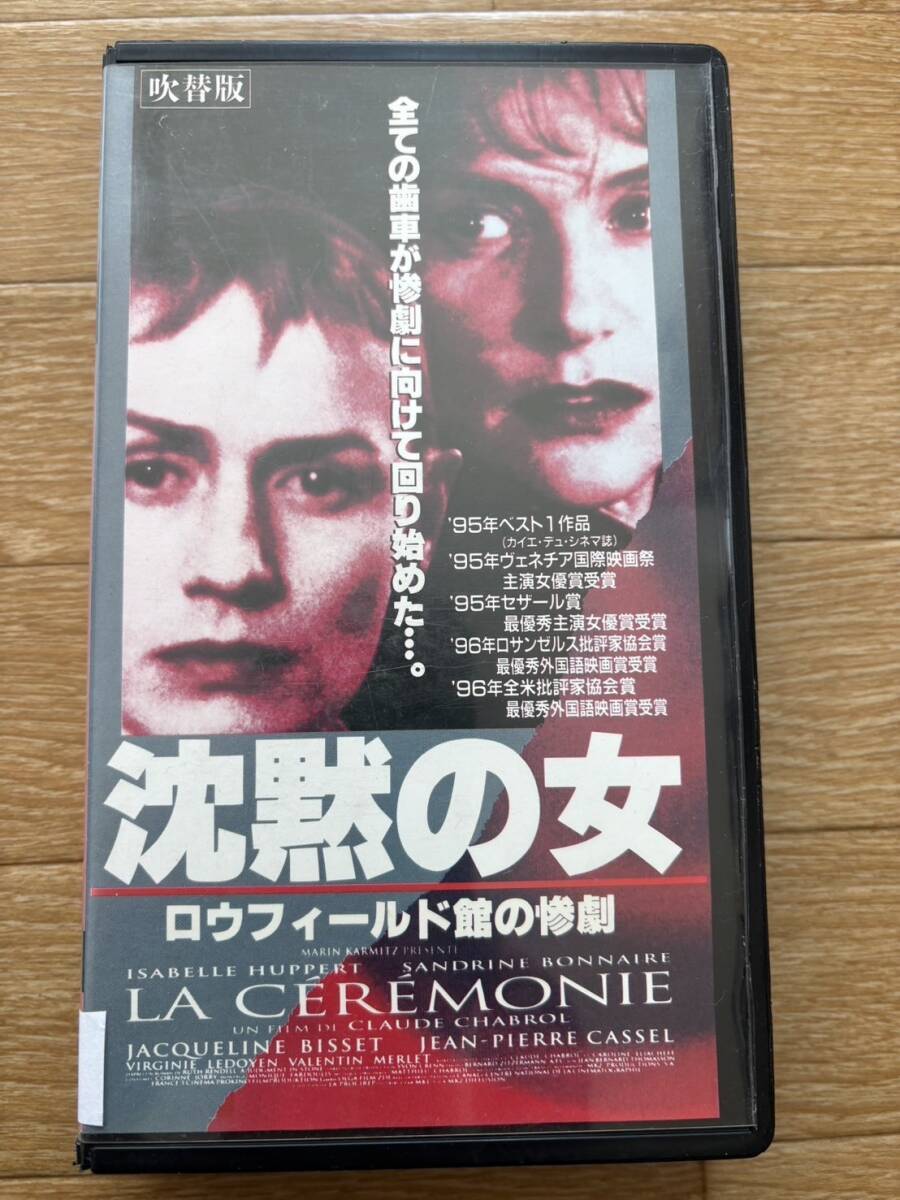 吹替版
全ての歯車が惨劇に向けて回り始めた…。
'95年ベスト1作品
（カイエ・デュ・シネマ誌）
'95年ヴェネチア国際映画祭
主演女優賞受賞
'95年セザール賞
最優秀主演女優賞受賞
'96年ロサンゼルス批評家協会賞
最優秀外国語映画賞受賞
'96年全米批評家協会賞
最優秀外国語映画賞受賞
沈黙の女
ロウフィールド館の惨劇
MARIN KARMITZ PRÉSENTE
ISABELLE HUPPERT SANDRINE BONNAIRE
LA CÉRÉMONIE
UN FILM DE CLAUDE CHABROL
JACQUELINE BISSET JEAN-PIERRE CASSEL
VIRGINIE LEDOYEN VALENTIN MERLET